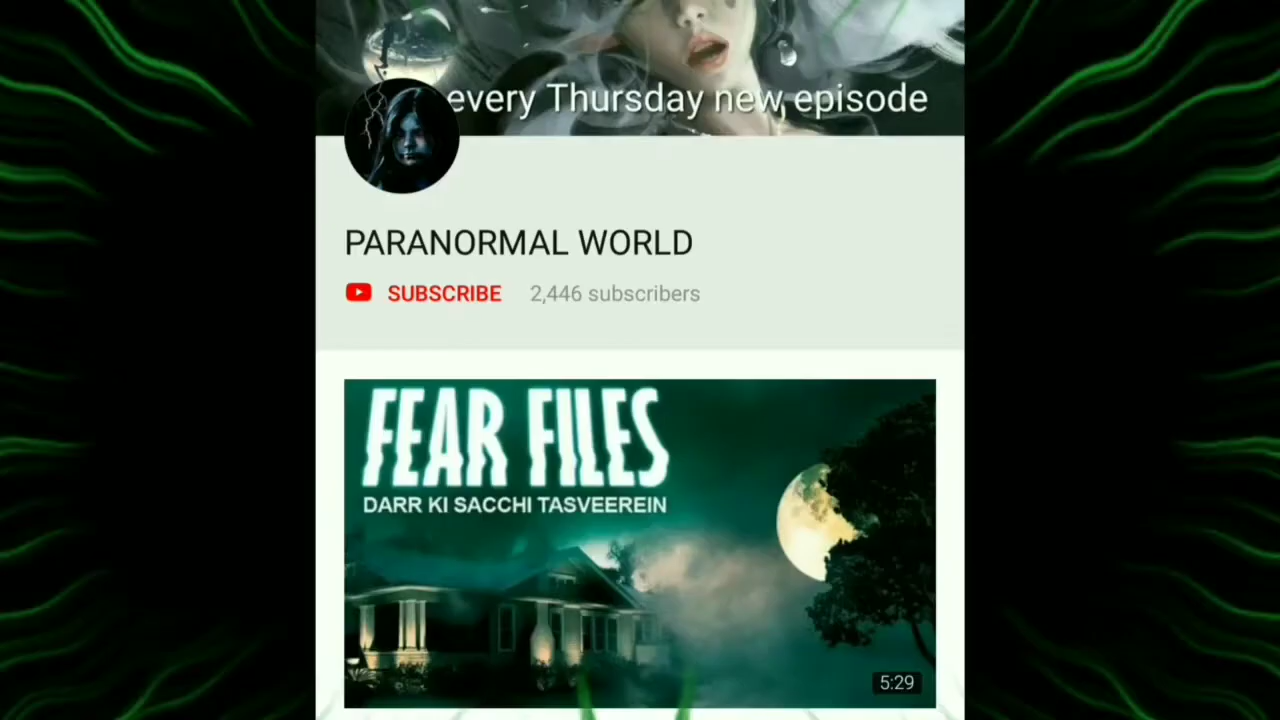 every Thursday new episode
PARANORMAL WORLD
SUBSCRIBE 2,446 subscribers
FEAR FILES
DARR KI SACCHI TASVEEREIN
5:29